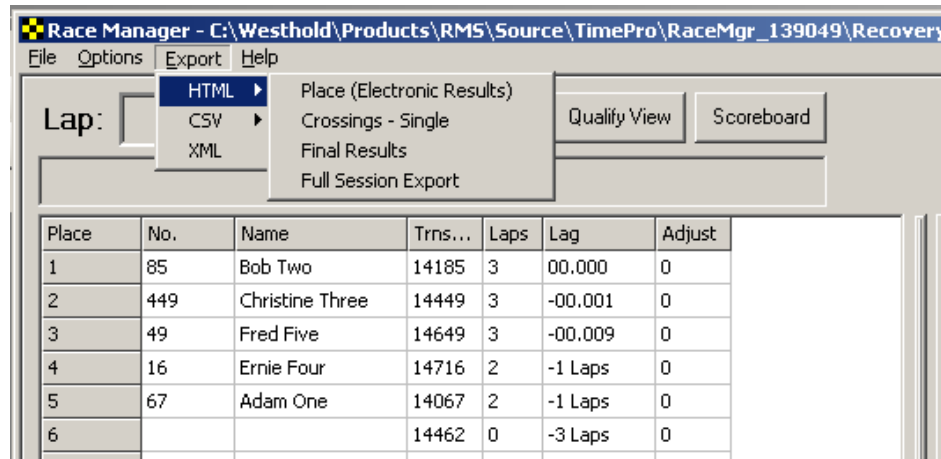 Race Manager - C:\Westhold\Products\RMS\Source\TimePro\RaceMgr_139049\Recovery
File Options Export Help
HTML
CSV
XML
Place (Electronic Results)
Crossings - Single
Final Results
Full Session Export
Lap:
Qualify View Scoreboard
Place No. Name Trns... Laps Lag Adjust
1 85 Bob Two 14185 3 00.000 0
2 449 Christine Three 14449 3 -00.001 0
3 49 Fred Five 14649 3 -00.009 0
4 16 Ernie Four 14716 2 -1 Laps 0
5 67 Adam One 14067 2 -1 Laps 0
6 14462 0 -3 Laps 0